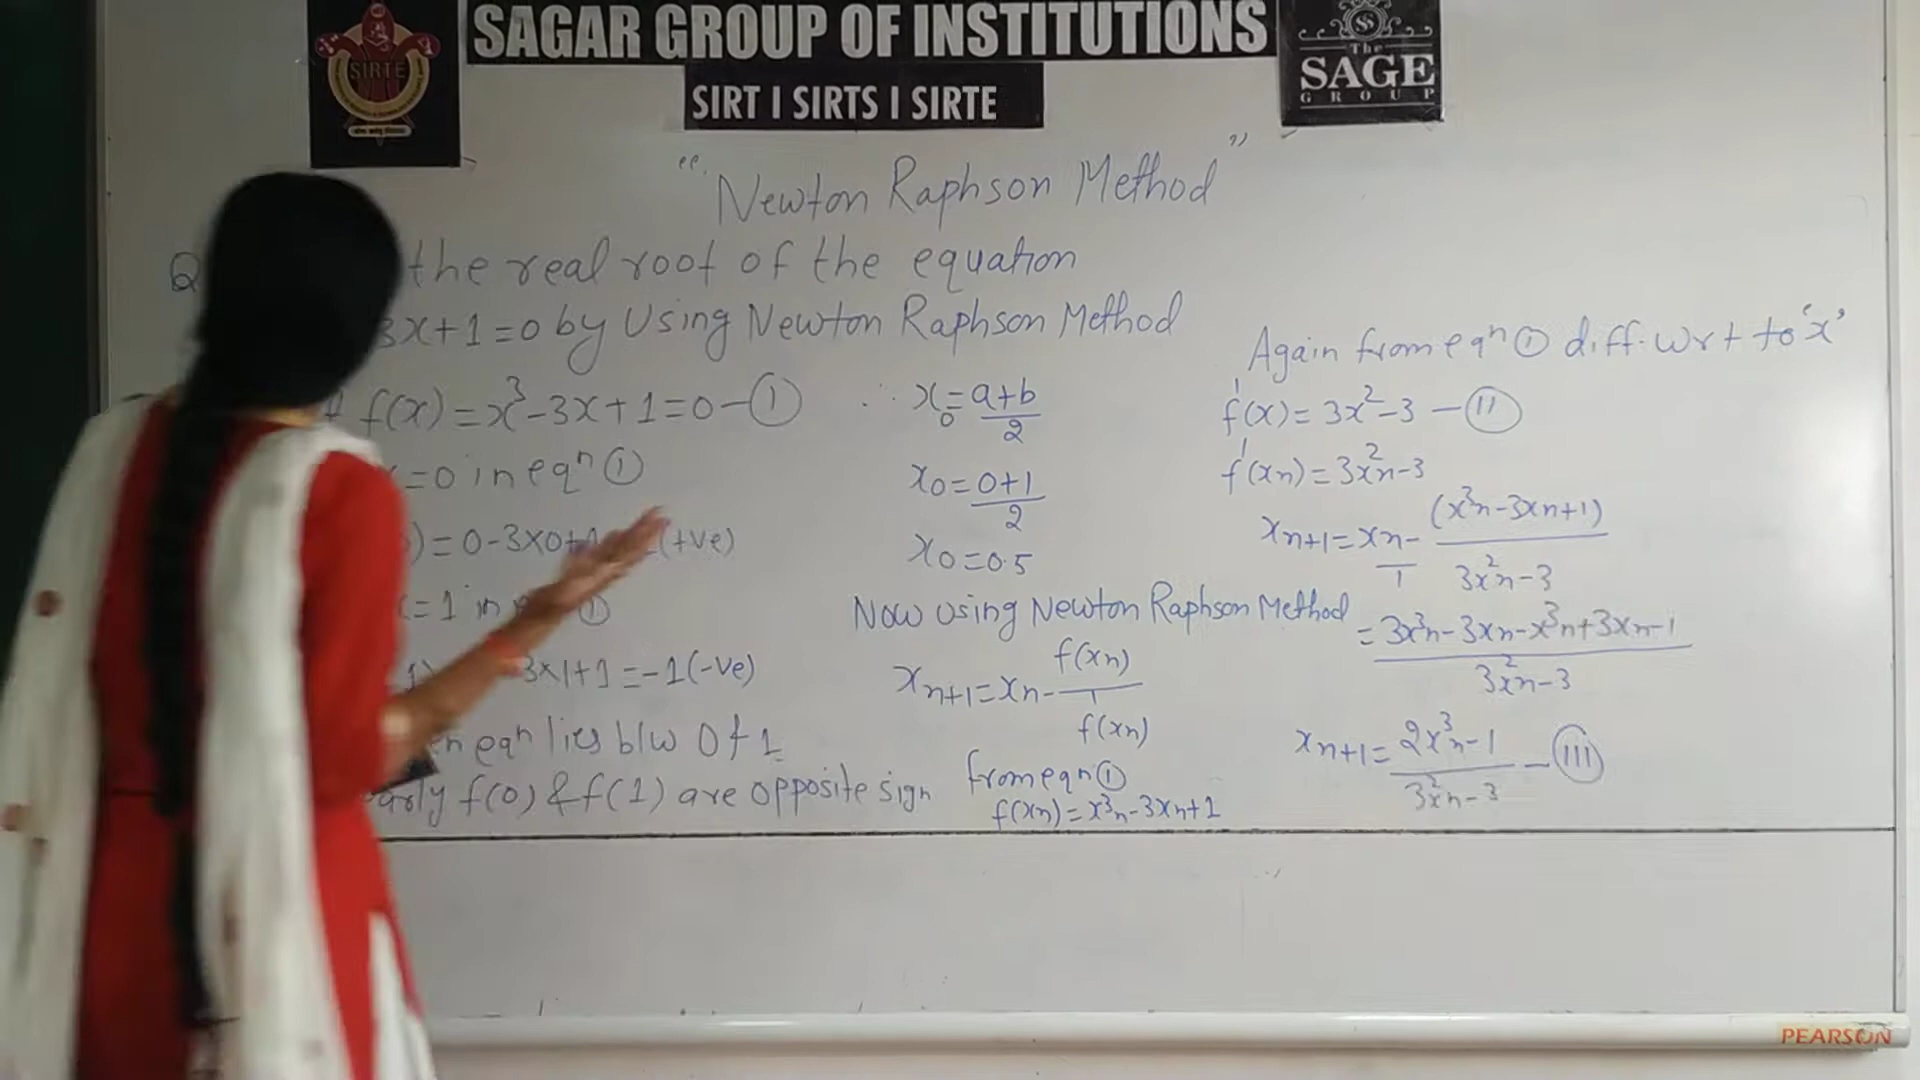 SAGAR GROUP OF INSTITUTIONS
SIRT I SIRTS I SIRTE
SIRTE
The
SAGE
GROUP
"Newton Raphson Method"
Q the real root of the equation
3x+1=0 by Using Newton Raphson Method
f(x) = x³-3x+1=0 - ①
=0 in eqⁿ ①
) = 0-3x0+ (+ve)
=1 in ①
3x1+1=-1(-ve)
eqⁿ lies b/w 0 & 1
f(0) & f(1) are opposite sign
∴ x₀ = a+b/2
x₀ = 0+1/2
x₀ = 0.5
Now using Newton Raphson Method
xₙ₊₁ = xₙ - f(xₙ)/f'(xₙ)
from eqⁿ ①
f(xₙ) = x³ₙ-3xₙ+1
Again from eqⁿ ① diff. wrt to 'x'
f'(x) = 3x²-3 - (II)
f'(xₙ) = 3x²ₙ-3
xₙ₊₁ = xₙ/1 - (x³ₙ-3xₙ+1)/3x²ₙ-3
= 3x³ₙ-3xₙ-x³ₙ+3xₙ-1/3x²ₙ-3
xₙ₊₁ = 2x³ₙ-1/3x²ₙ-3 - (III)
PEARSON